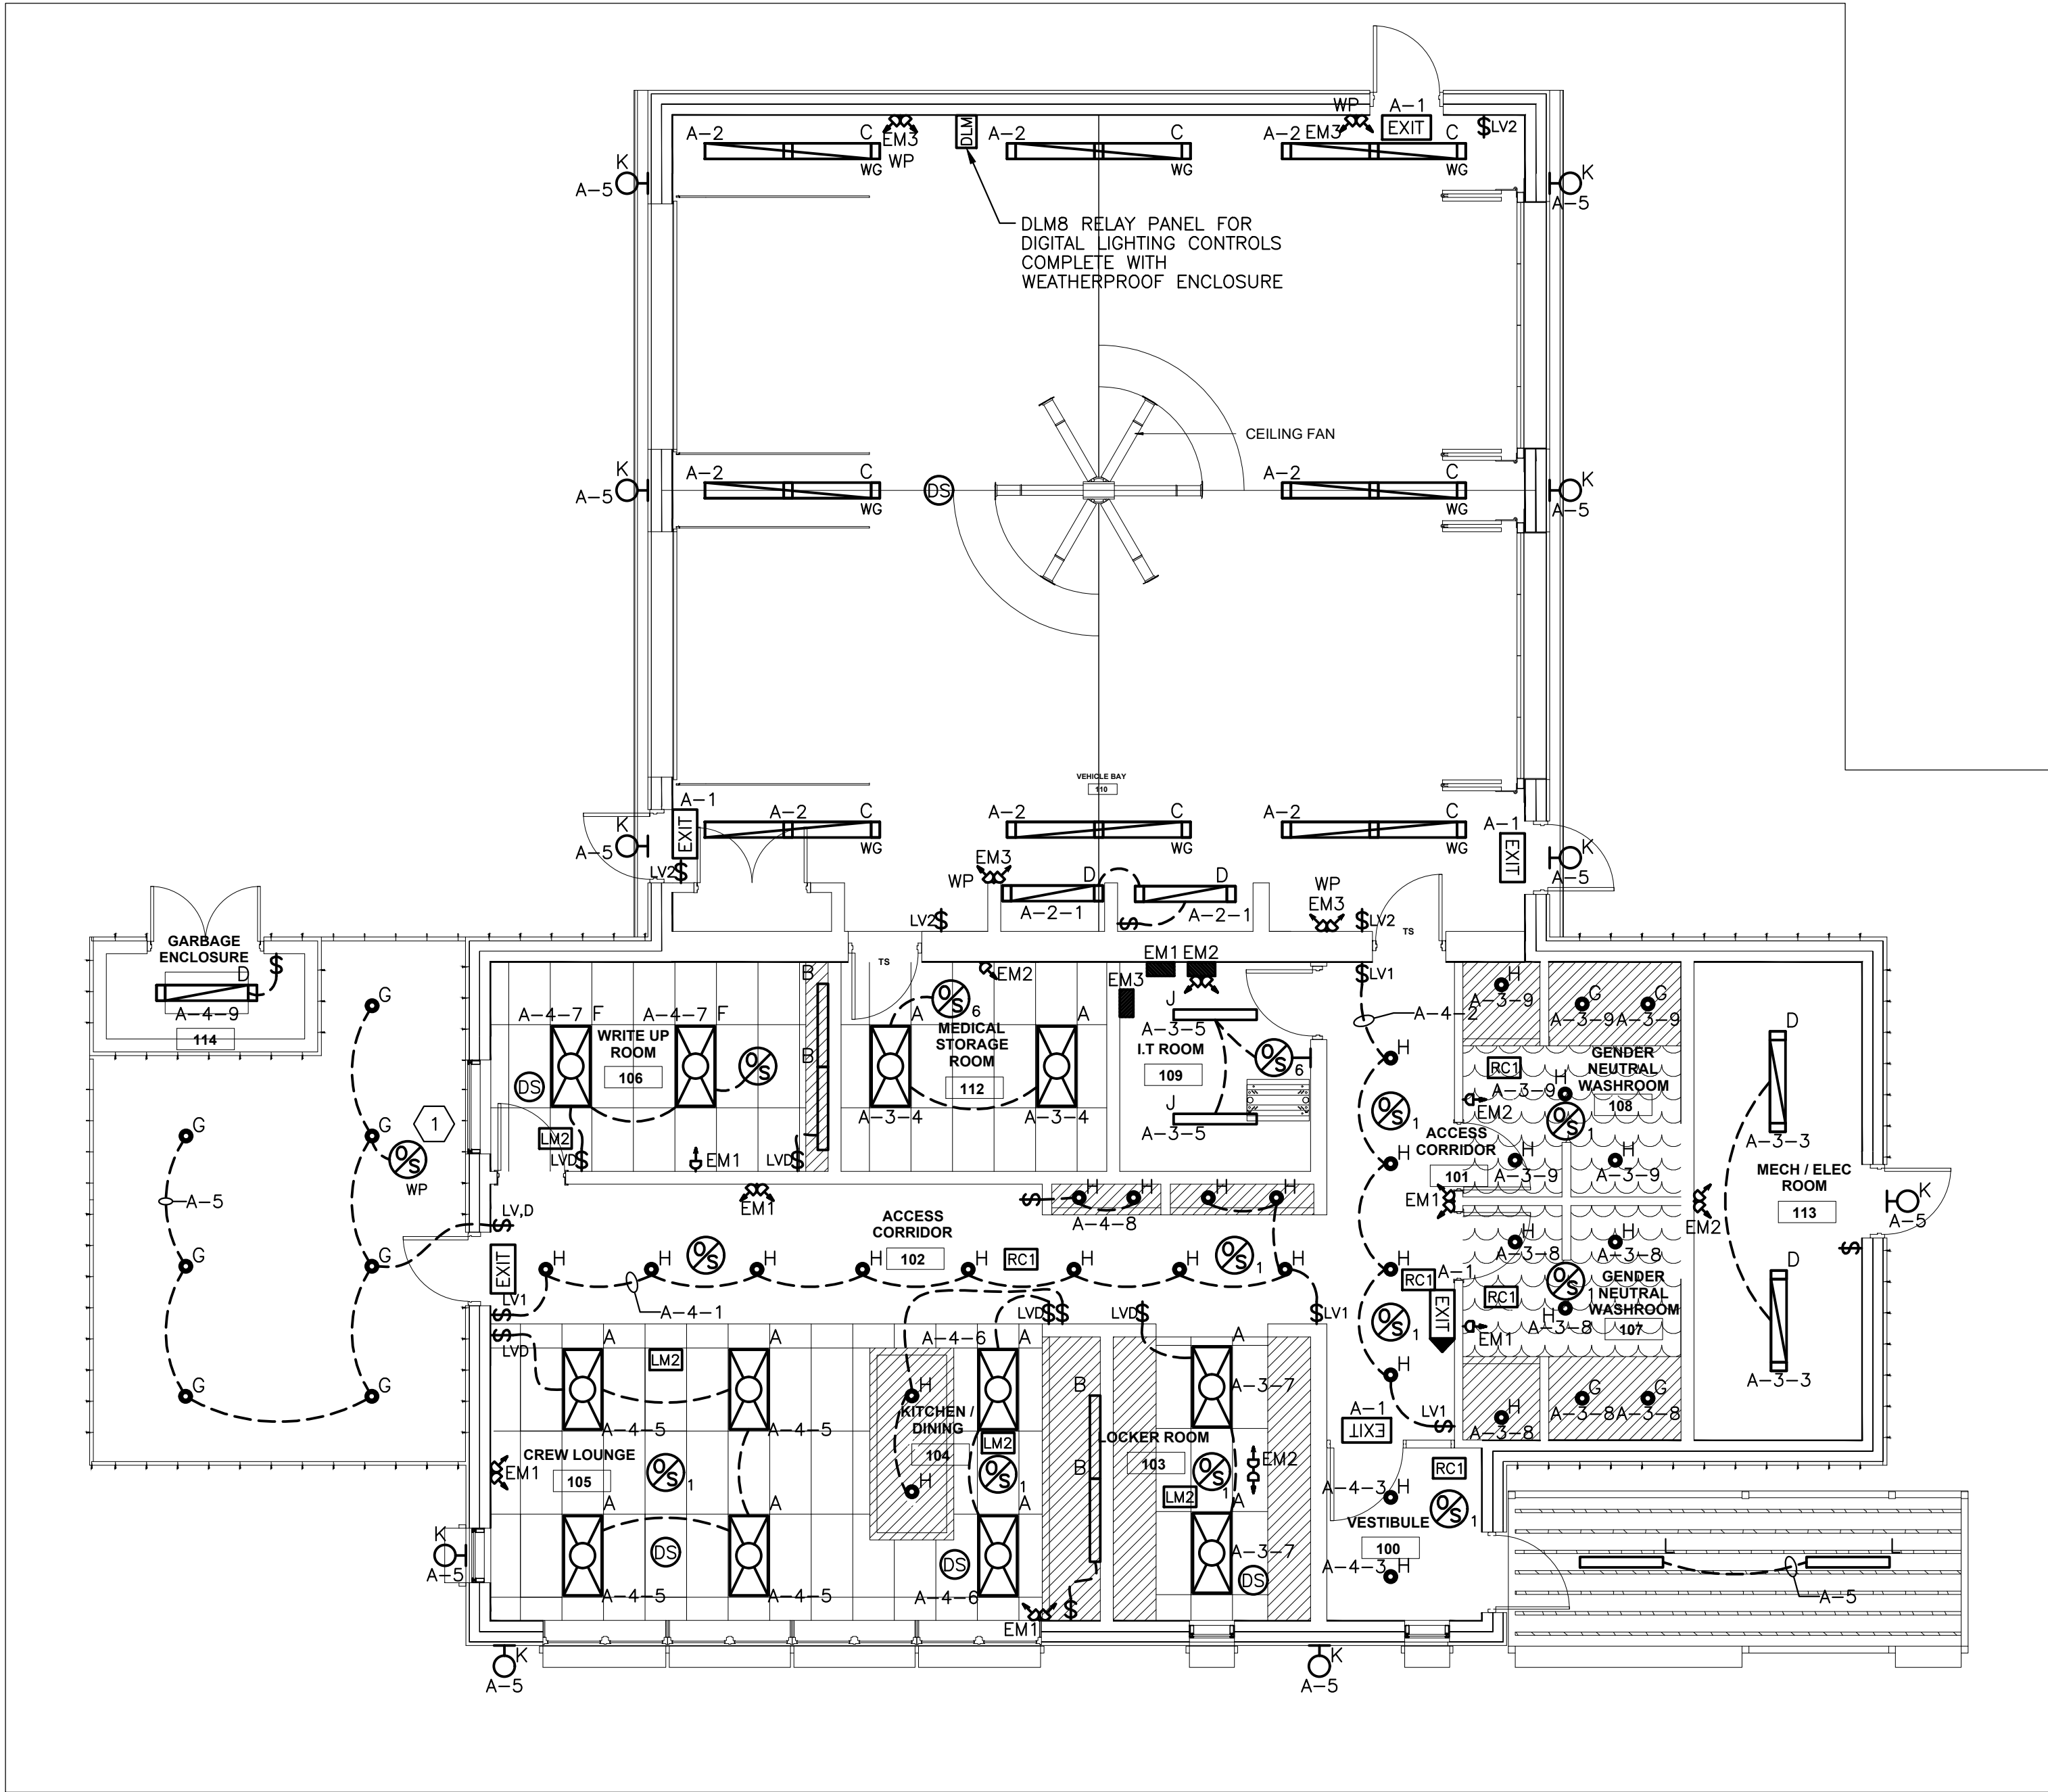 WP
A-1
EXIT
$LV2
A-2
C
EM3
WP
DLM
A-2
C
A-2
EM3
C
WG
WG
WG
K
A-5
K
A-5
DLM8 RELAY PANEL FOR
DIGITAL LIGHTING CONTROLS
COMPLETE WITH
WEATHERPROOF ENCLOSURE
CEILING FAN
K
A-5
A-2
C
WG
DS
A-2
C
WG
K
A-5
VEHICLE BAY
110
A-1
EXIT
K
A-5
LV2$
A-2
C
WG
A-2
C
WG
A-2
C
WG
A-1
EXIT
K
A-5
EM3
WP
D
A-2-1
D
$
A-2-1
WP
EM3
LV2$
$LV2
TS
TS
GARBAGE
ENCLOSURE
D
$
A-4-9
114
G
G
G
A-5
G
G
G
G
O/S
WP
1
A-4-7
F
A-4-7
F
WRITE UP
ROOM
106
O/S
DS
LM2
LVD$
EM1
LVD$
B
B
O/S
6
EM2
A
A
MEDICAL
STORAGE
ROOM
112
A-3-4
A-3-4
EM1
EM2
EM3
J
A-3-5
I.T ROOM
109
O/S
6
J
A-3-5
$LV1
A-4-2
H
O/S
1
H
ACCESS
CORRIDOR
101
EM1
H
A-3-9
G
G
A-3-9
A-3-9
RC1
GENDER
NEUTRAL
WASHROOM
108
H
A-3-9
EM2
O/S
1
H
A-3-9
H
A-3-9
H
A-3-8
H
A-3-8
O/S
1
GENDER
NEUTRAL
WASHROOM
107
RC1
H
A-3-8
EM1
G
G
A-3-8
A-3-8
H
A-3-8
D
A-3-3
MECH / ELEC
ROOM
113
EM2
$
D
A-3-3
K
A-5
$
LV,D
EXIT
$
LV1
$
LVD
EM1
ACCESS
CORRIDOR
102
O/S
H
H
H
H
H
H
H
H
RC1
O/S
1
A-4-1
$
H
H
A-4-8
H
H
LVD$$
LVD$
$LV1
H
RC1
A-1
EXIT
O/S
1
H
LV1
$
A-1
EXIT
A
LM2
A-4-5
A-4-5
CREW LOUNGE
105
O/S
1
EM1
A
A
DS
A-4-5
A-4-5
K
A-5
A-4-6
A
H
KITCHEN /
DINING
104
LM2
O/S
1
H
A
DS
A-4-6
EM1
$
B
B
A
A-3-7
LOCKER ROOM
103
O/S
1
EM2
LM2
A
A-3-7
DS
RC1
A-4-3
H
O/S
1
VESTIBULE
100
A-4-3
H
L
L
A-5
K
A-5
K
A-5